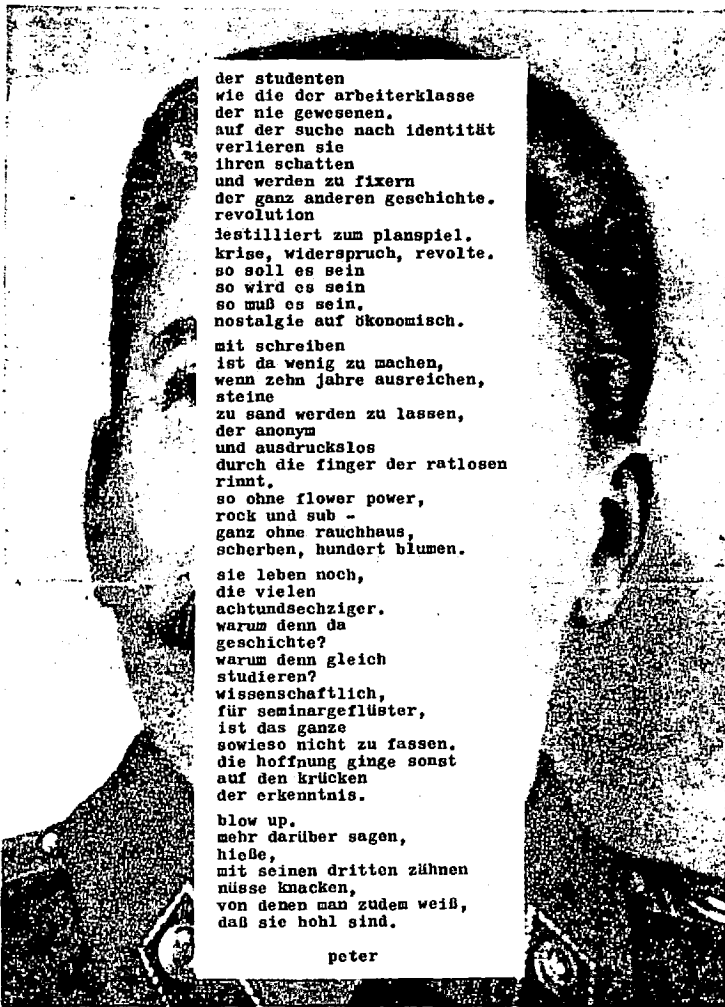 der studenten
wie die der arbeiterklasse
der nie gewesenen.
auf der suche nach identität
verlieren sie
ihren schatten
und werden zu fixern
der ganz anderen geschichte.
revolution
destilliert zum planspiel.
krise, widerspruch, revolte.
so soll es sein
so wird es sein
so muß es sein.
nostalgie auf ökonomisch.
mit schreiben
ist da wenig zu machen,
wenn zehn jahre ausreichen,
steine
zu sand werden zu lassen,
der anonym
und ausdruckslos
durch die finger der ratlosen
rinnt.
so ohne flower power,
rock und sub -
ganz ohne rauchhaus,
scherben, hundert blumen.
sie leben noch,
die vielen
achtundsechziger.
warum denn da
geschichte?
warum denn gleich
studieren?
wissenschaftlich,
für seminargeflüster,
ist das ganze
sowieso nicht zu fassen.
die hoffnung ginge sonst
auf den krücken
der erkenntnis.
blow up.
mehr darüber sagen,
hieße,
mit seinen dritten zähnen
nüsse knacken,
von denen man zudem weiß,
daß sie hohl sind.
peter